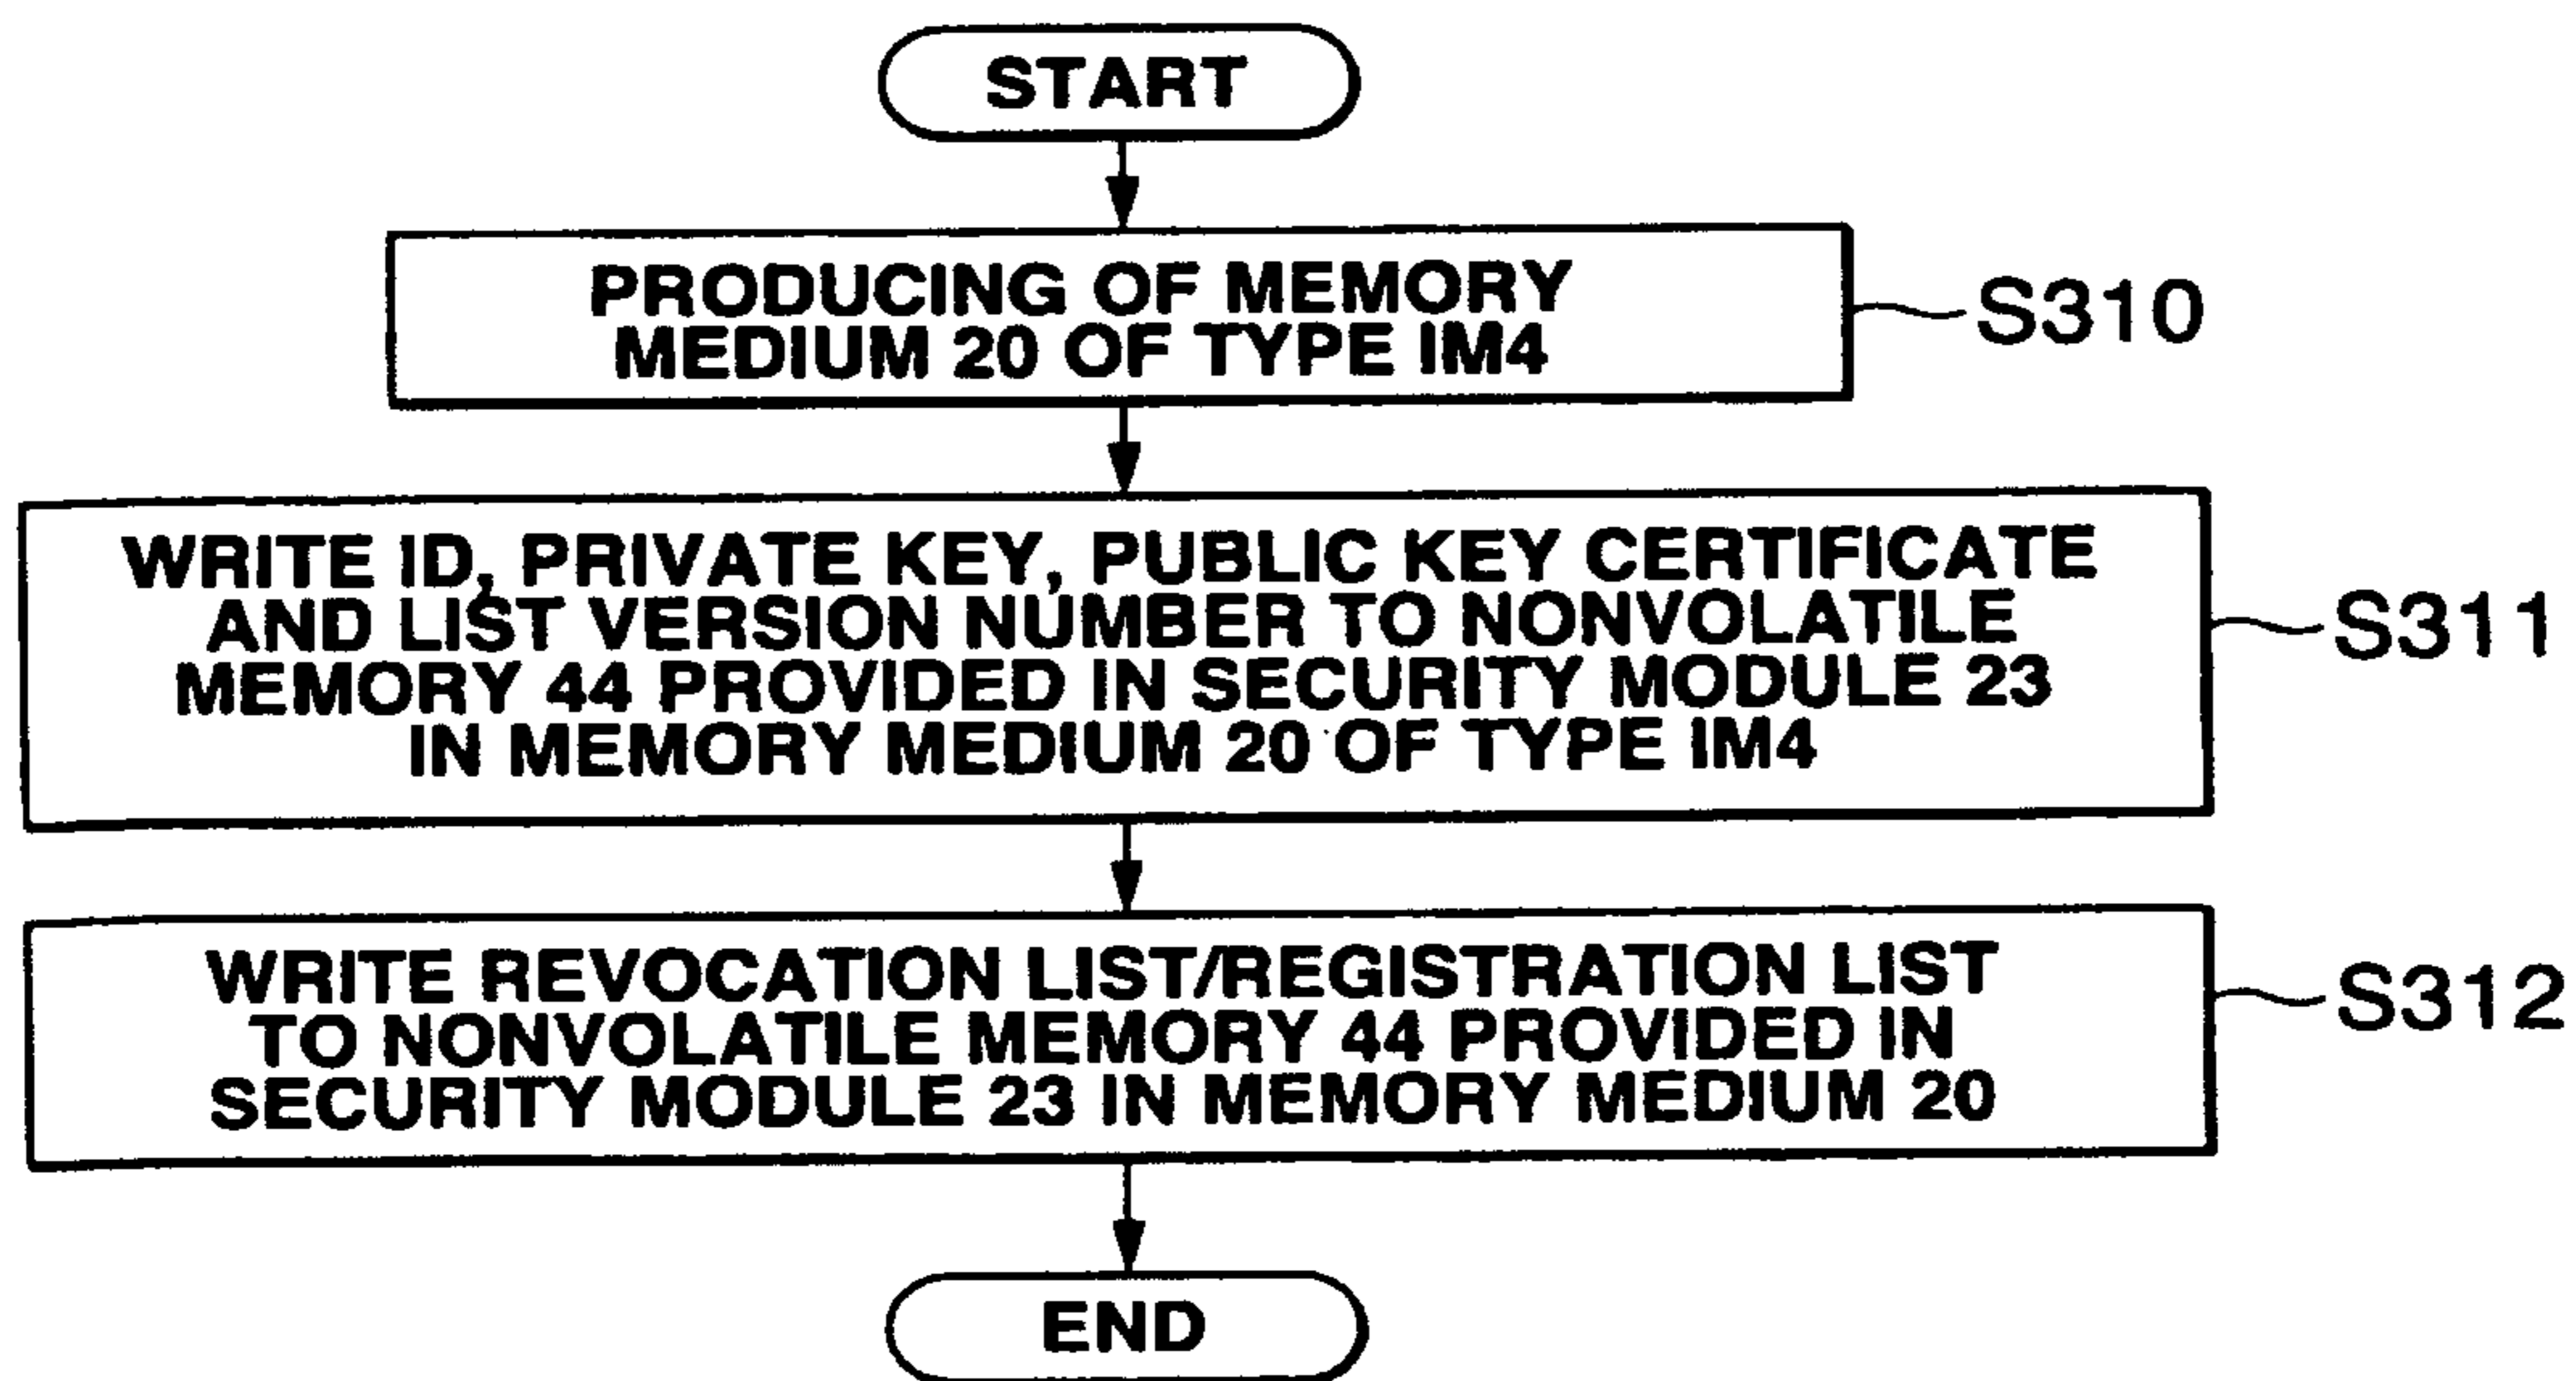 START
PRODUCING OF MEMORY
MEDIUM 20 OF TYPE IM4
S310
WRITE ID, PRIVATE KEY, PUBLIC KEY CERTIFICATE
AND LIST VERSION NUMBER TO NONVOLATILE
MEMORY 44 PROVIDED IN SECURITY MODULE 23
IN MEMORY MEDIUM 20 OF TYPE IM4
S311
WRITE REVOCATION LIST/REGISTRATION LIST
TO NONVOLATILE MEMORY 44 PROVIDED IN
SECURITY MODULE 23 IN MEMORY MEDIUM 20
S312
END